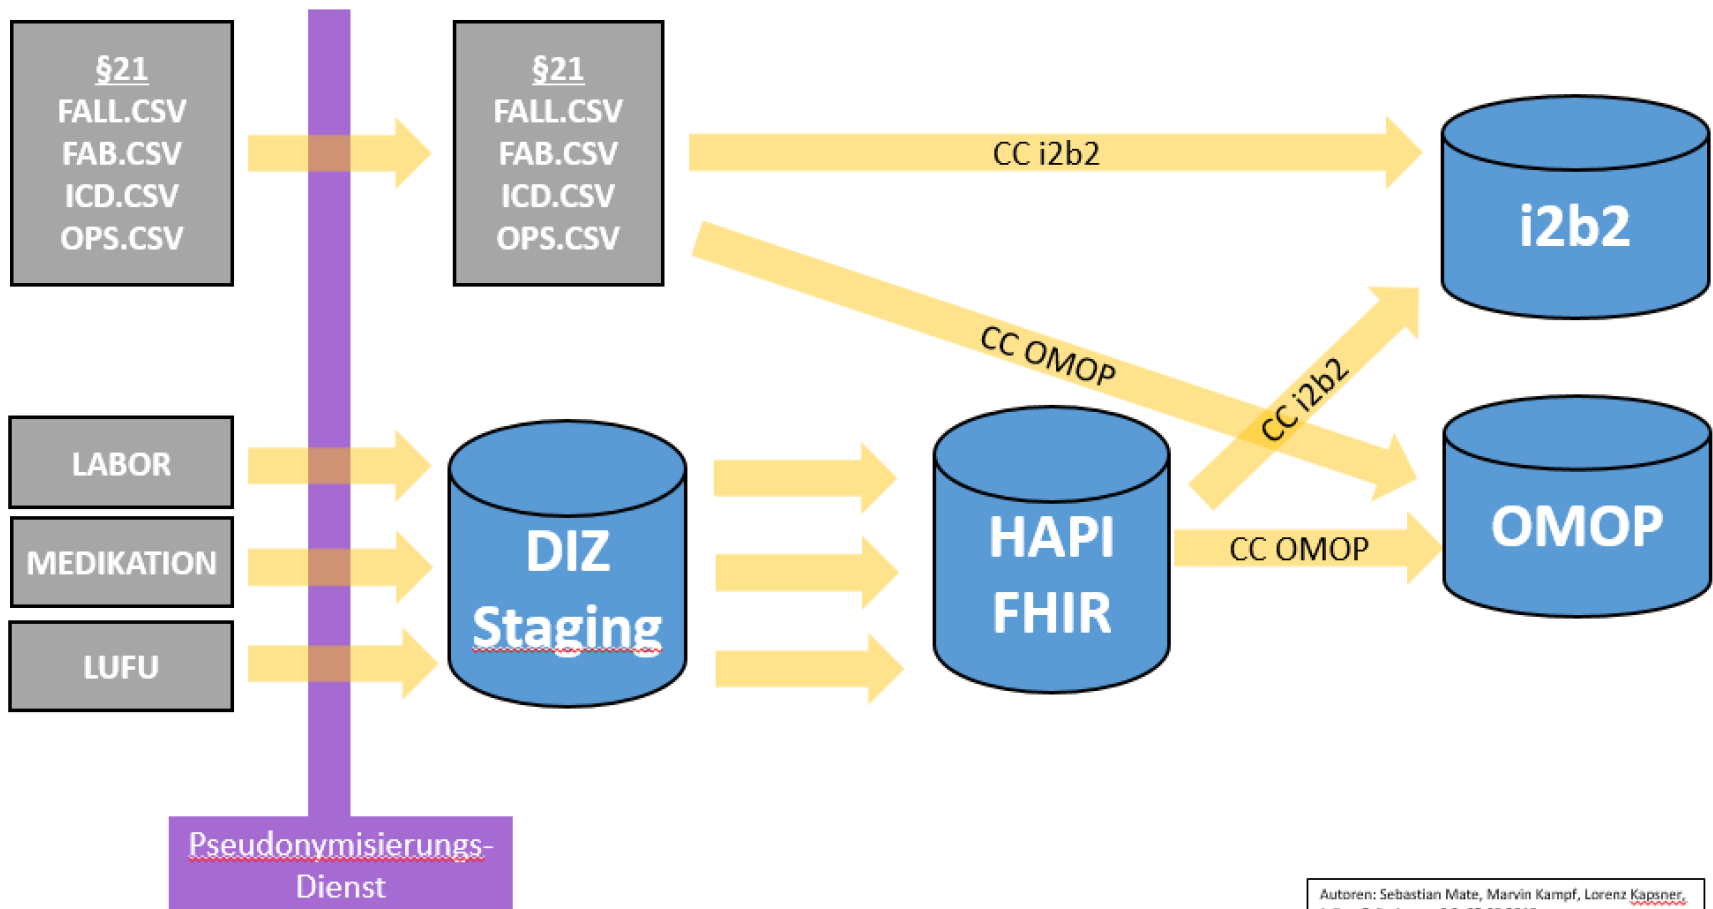 §21
FALL.CSV
FAB.CSV
ICD.CSV
OPS.CSV
§21
FALL.CSV
FAB.CSV
ICD.CSV
OPS.CSV
CC i2b2
i2b2
CC OMOP
CC i2b2
LABOR
MEDIKATION
LUFU
DIZ
Staging
HAPI
FHIR
CC OMOP
OMOP
Pseudonymisierungs-
Dienst
Autoren: Sebastian Mate, Marvin Kampf, Lorenz Kapsner,